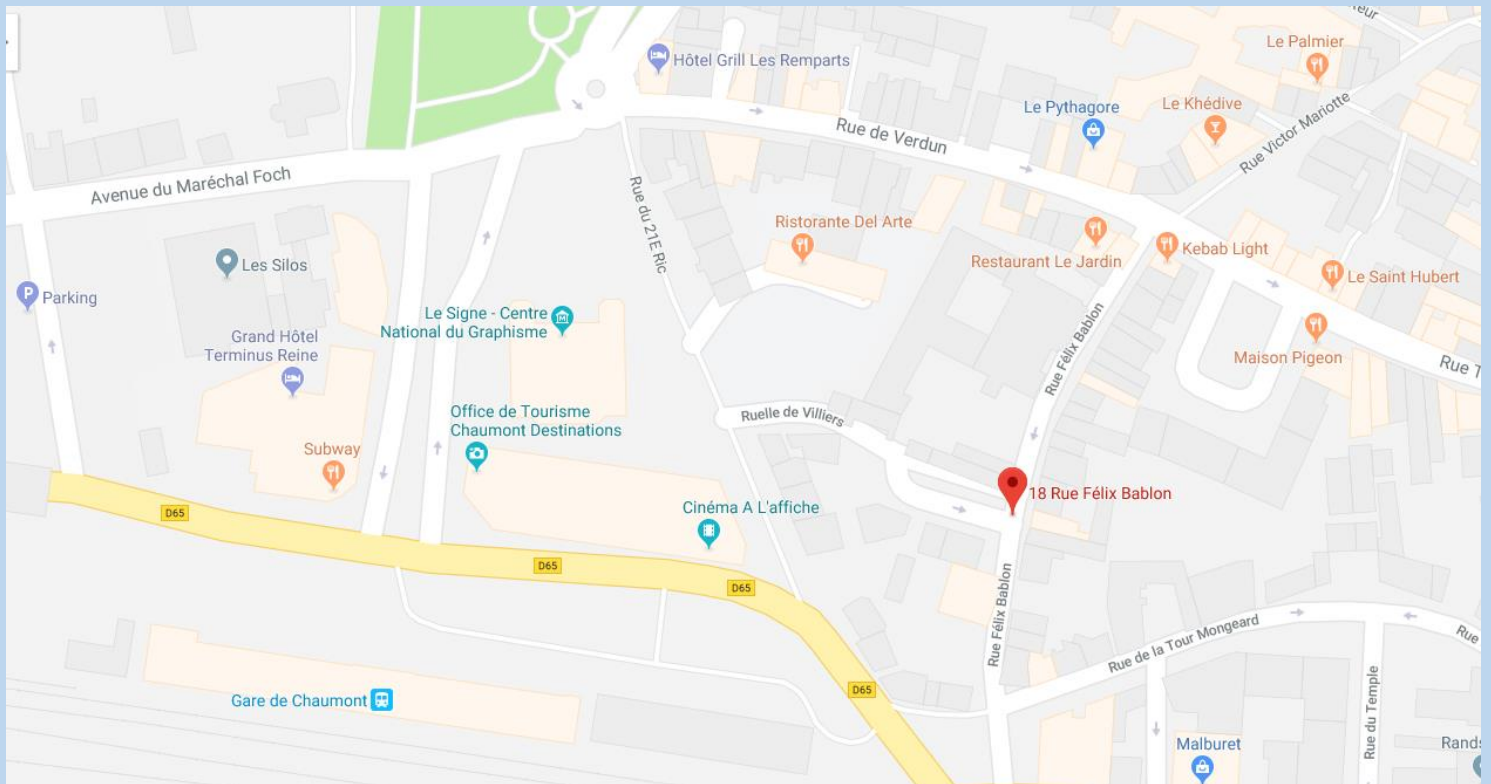 Hôtel Grill Les Remparts
Le Palmier
Le Pythagore
Le Khédive
Rue de Verdun
Rue Victor Mariotte
Avenue du Maréchal Foch
Rue du 21E Ric
Ristorante Del Arte
Restaurant Le Jardin
Kebab Light
Le Saint Hubert
Les Silos
P Parking
Le Signe - Centre
National du Graphisme
Grand Hôtel
Terminus Reine
Maison Pigeon
Rue Félix Bablon
Rue T
Office de Tourisme
Chaumont Destinations
Ruelle de Villiers
Subway
18 Rue Félix Bablon
Cinéma A L'affiche
D65
D65
D65
D65
Rue Félix Bablon
Rue de la Tour Mongeard
Rue
Gare de Chaumont
Rue du Temple
Malburet
Rands